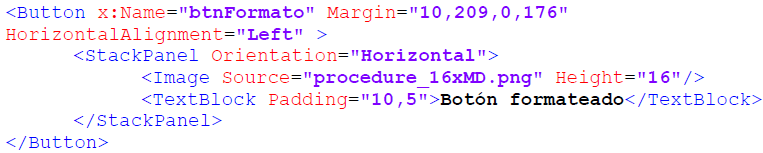 <Button x:Name="btnFormato" Margin="10,209,0,176"
HorizontalAlignment="Left" >
<StackPanel Orientation="Horizontal">
<Image Source="procedure_16xMD.png" Height="16"/>
<TextBlock Padding="10,5">Botón formateado</TextBlock>
</StackPanel>
</Button>